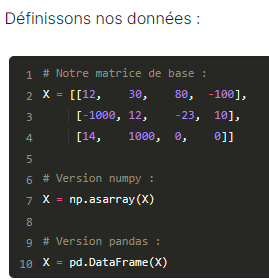 Définissons nos données :
1 # Notre matrice de base :
2 X = [[12, 30, 80, -100],
3 [-1000, 12, -23, 10],
4 [14, 1000, 0, 0]]
5
6 # Version numpy :
7 X = np.asarray(X)
8
9 # Version pandas :
10 X = pd.DataFrame(X)